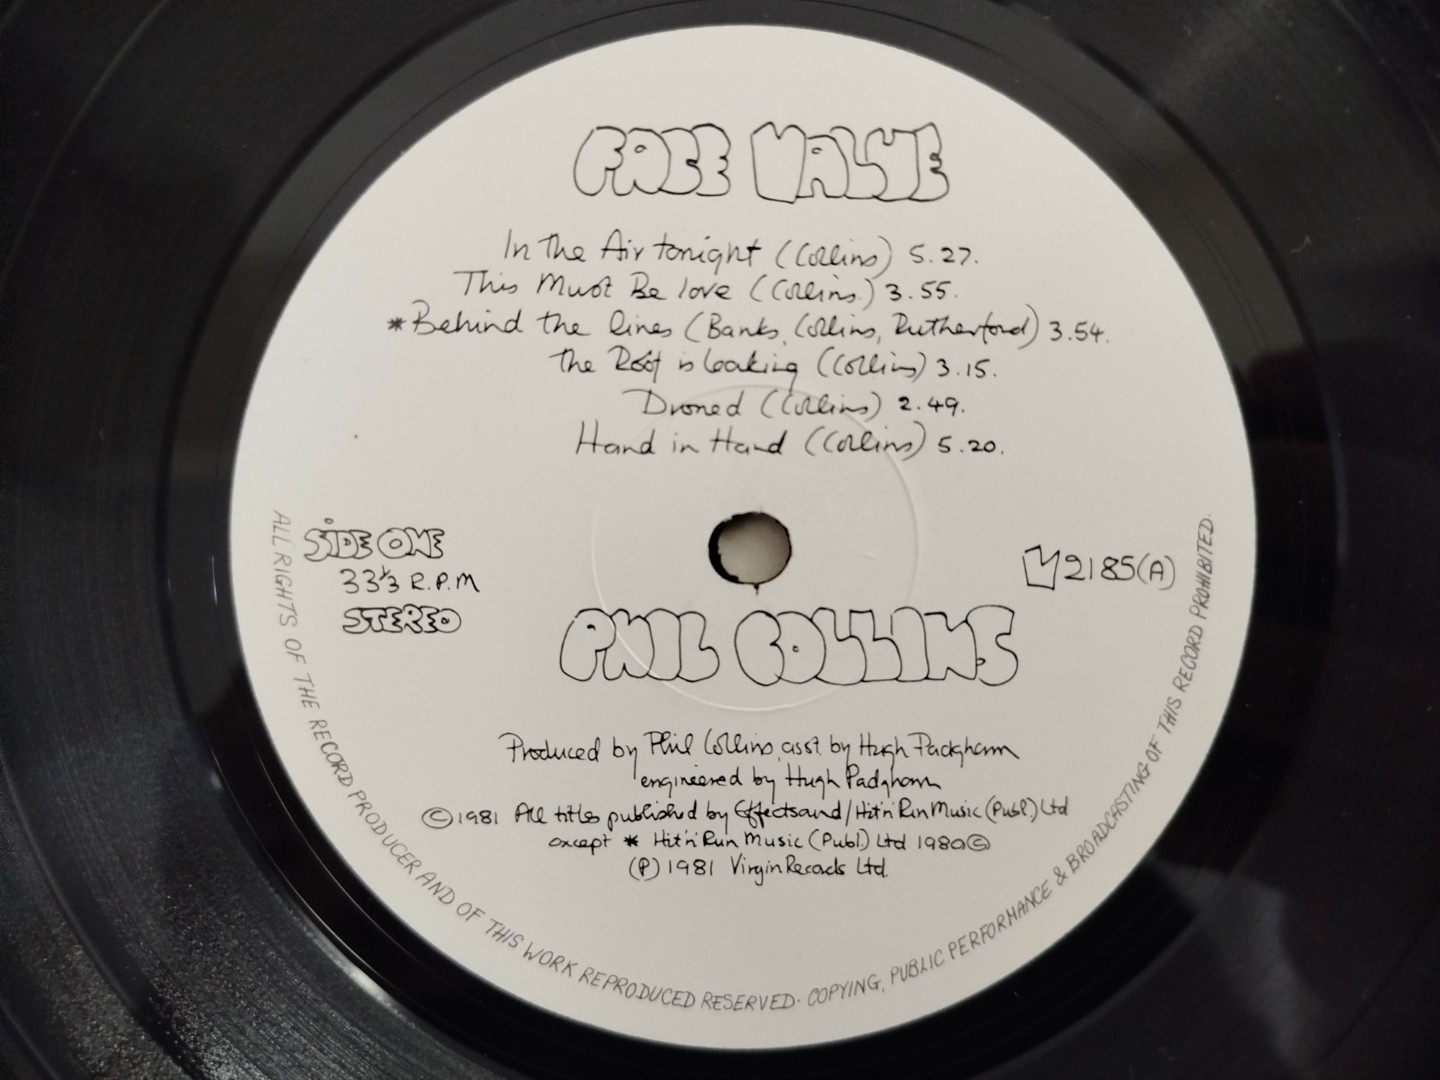 FACE VALUE
In the Air tonight (Collins) 5.27.
This Must Be love (Collins.) 3.55.
*Behind the lines (Banks, Collins, Rutherford) 3.54.
the Roof is leaking (Collins) 3.15.
Droned (Collins) 2.49.
Hand in Hand (Collins) 5.20.
SiDE ONE
33⅓ R.P.M
STEREO
V2185(A)
PHIL COLLINS
Produced by Phil Collins, asst. by Hugh Padgham
engineered by Hugh Padgham
©1981 All titles published by Effectsound/Hit'n'Run Music (Publ.) Ltd
except * Hit'n'Run Music (Publ.) Ltd 1980©
(P) 1981 Virgin Records Ltd.
ALL RIGHTS OF THE RECORD PRODUCER AND OF THIS WORK REPRODUCED RESERVED. COPYING, PUBLIC PERFORMANCE & BROADCASTING OF THIS RECORD PROHIBITED.